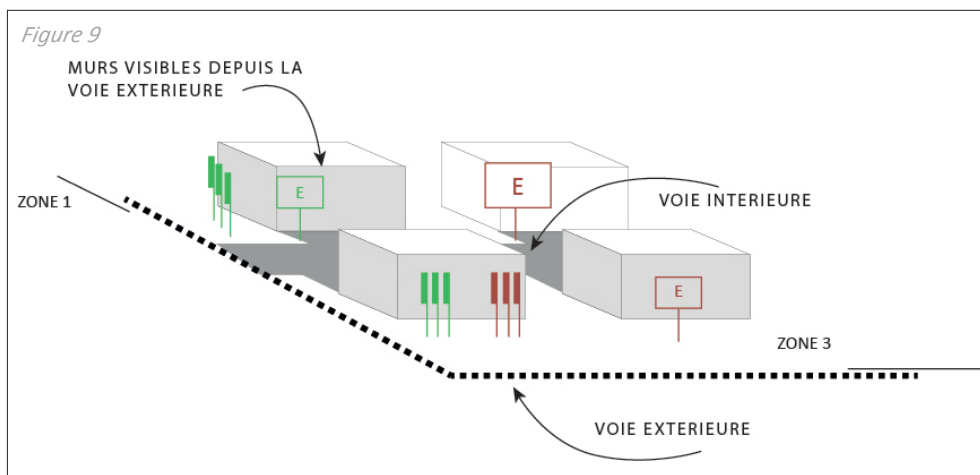 Figure 9
MURS VISIBLES DEPUIS LA
VOIE EXTERIEURE
E
E
ZONE 1
VOIE INTERIEURE
E
ZONE 3
VOIE EXTERIEURE